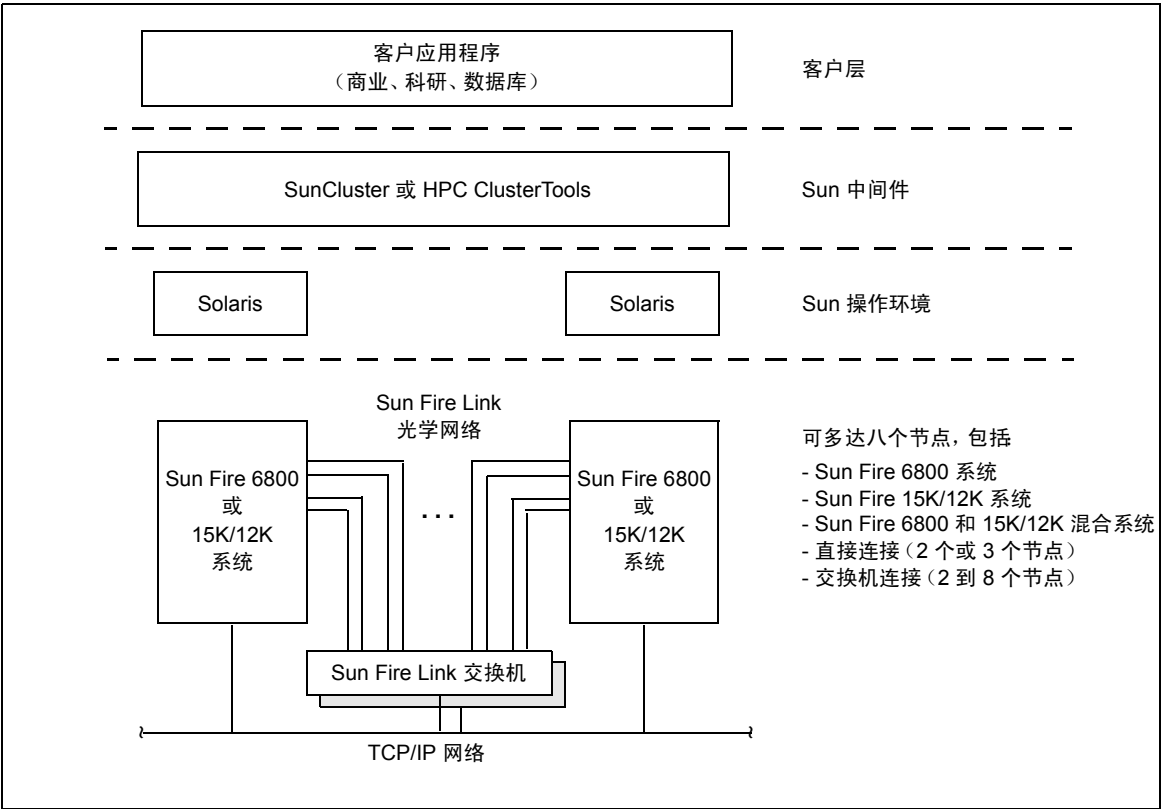 客户应用程序
（商业、科研、数据库）
客户层
SunCluster 或 HPC ClusterTools
Sun 中间件
Solaris
Solaris
Sun 操作环境
Sun Fire Link
光学网络
Sun Fire 6800
或
15K/12K
系统
...
Sun Fire 6800
或
15K/12K
系统
可多达八个节点，包括：
- Sun Fire 6800 系统
- Sun Fire 15K/12K 系统
- Sun Fire 6800 和 15K/12K 混合系统
- 直接连接（2 个或 3 个节点）
- 交换机连接（2 到 8 个节点）
Sun Fire Link 交换机
TCP/IP 网络